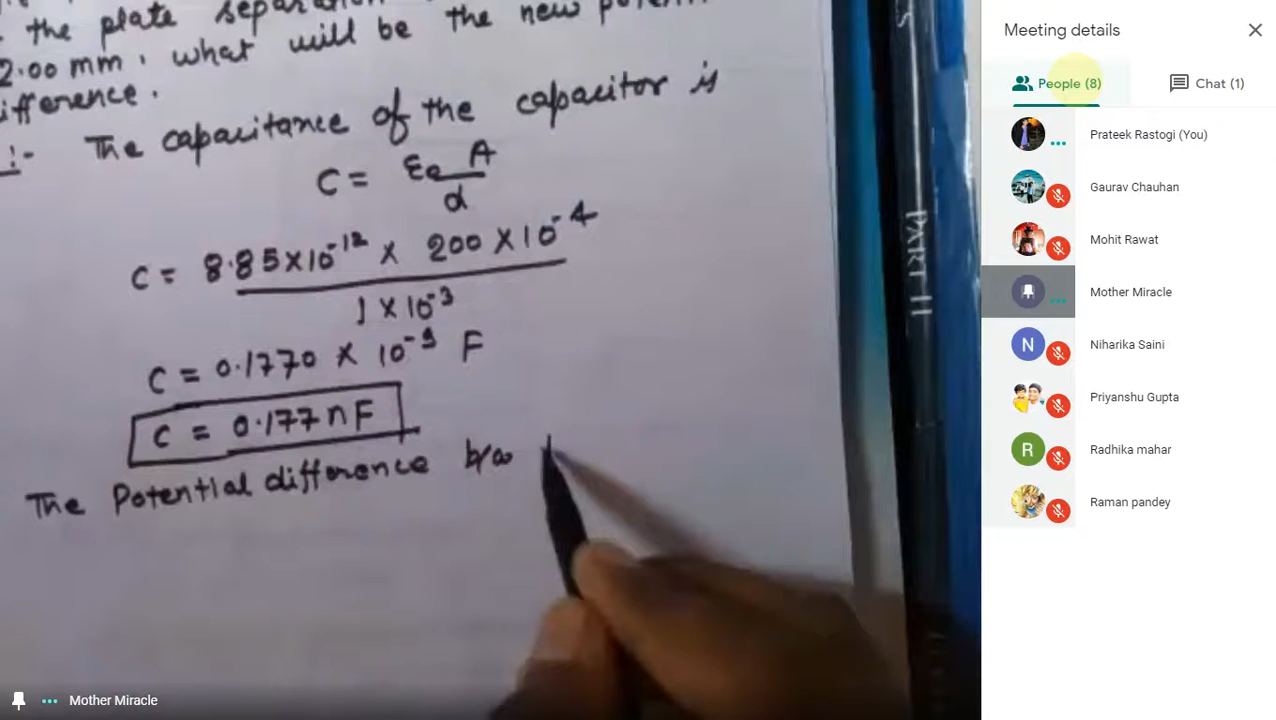 the plate separation
2.00 mm. what will be the new
ifference.
:- The capacitance of the capacitor is
C = ε₀ A
d
C = 8.85×10⁻¹² × 200 ×10⁻⁴
1 × 10⁻³
C = 0.1770 × 10⁻⁹ F
C = 0.177 nF
The Potential difference b/w
PART II
Mother Miracle
Meeting details
People (8)
Chat (1)
Prateek Rastogi (You)
Gaurav Chauhan
Mohit Rawat
Mother Miracle
N
Niharika Saini
Priyanshu Gupta
R
Radhika mahar
Raman pandey